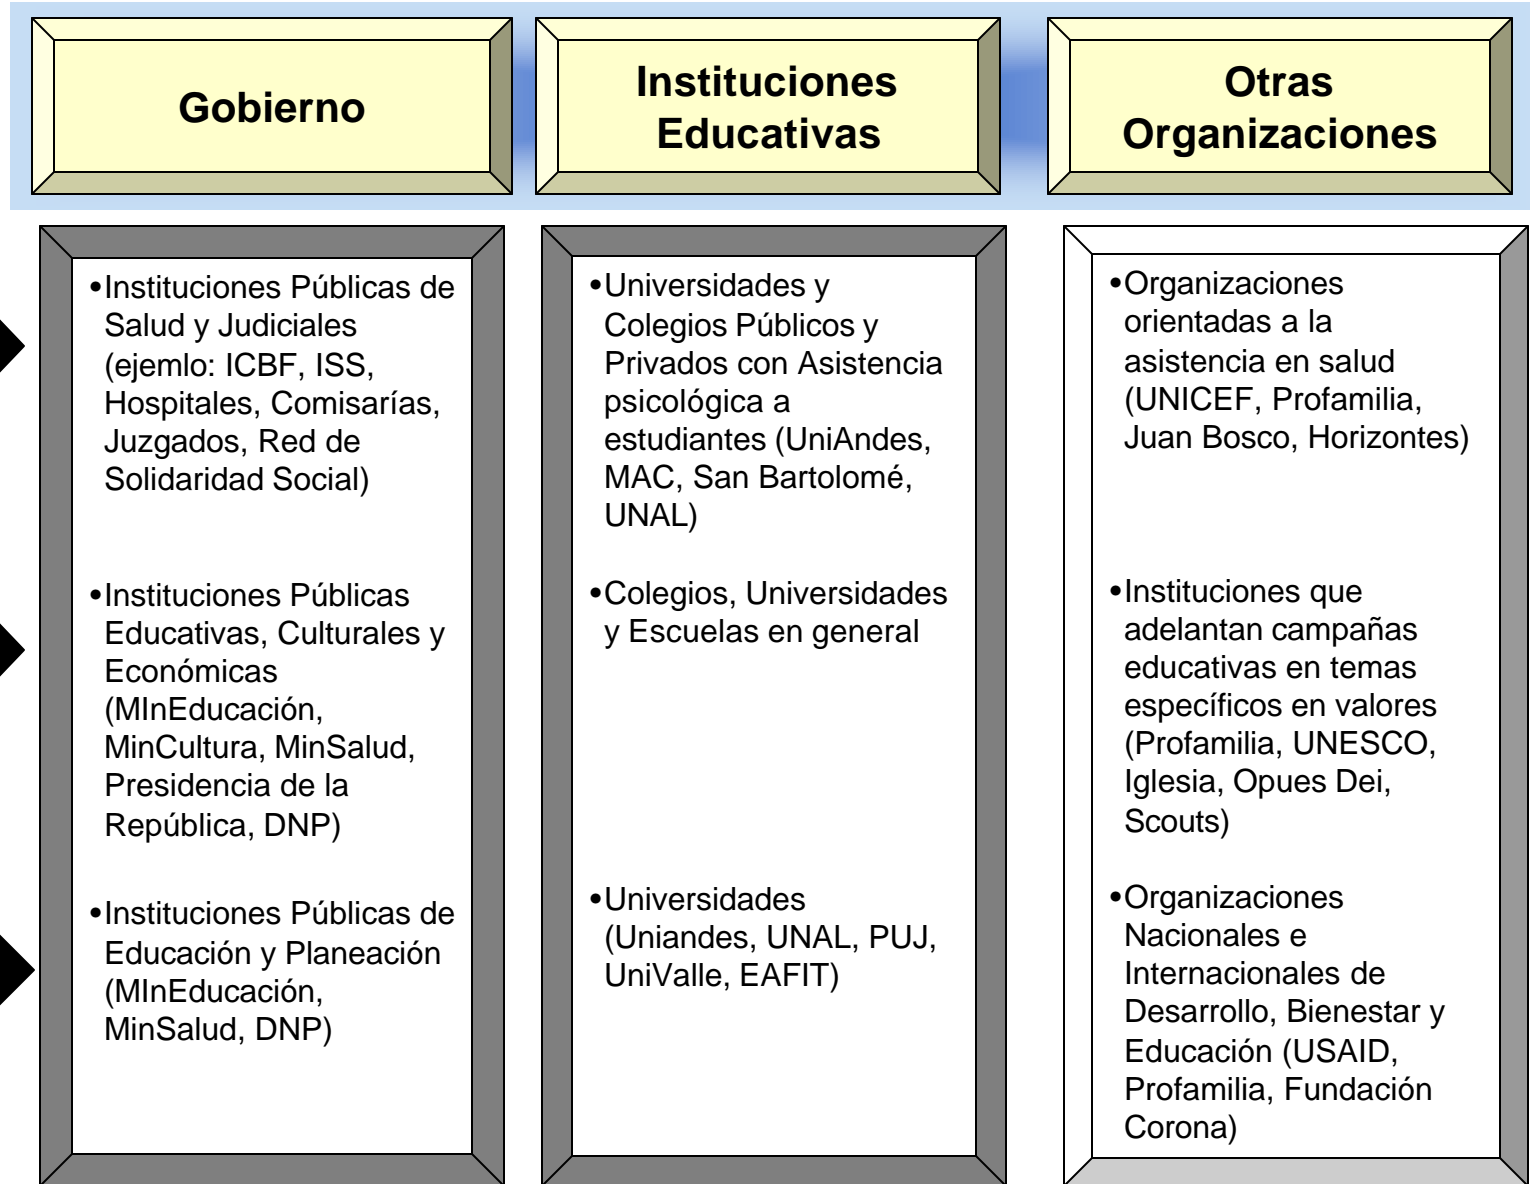 Gobierno
Instituciones
Educativas
Otras
Organizaciones
•Instituciones Públicas de
Salud y Judiciales
(ejemlo: ICBF, ISS,
Hospitales, Comisarías,
Juzgados, Red de
Solidaridad Social)
•Instituciones Públicas
Educativas, Culturales y
Económicas
(MInEducación,
MinCultura, MinSalud,
Presidencia de la
República, DNP)
•Instituciones Públicas de
Educación y Planeación
(MInEducación,
MinSalud, DNP)
•Universidades y
Colegios Públicos y
Privados con Asistencia
psicológica a
estudiantes (UniAndes,
MAC, San Bartolomé,
UNAL)
•Colegios, Universidades
y Escuelas en general
•Universidades
(Uniandes, UNAL, PUJ,
UniValle, EAFIT)
•Organizaciones
orientadas a la
asistencia en salud
(UNICEF, Profamilia,
Juan Bosco, Horizontes)
•Instituciones que
adelantan campañas
educativas en temas
específicos en valores
(Profamilia, UNESCO,
Iglesia, Opues Dei,
Scouts)
•Organizaciones
Nacionales e
Internacionales de
Desarrollo, Bienestar y
Educación (USAID,
Profamilia, Fundación
Corona)